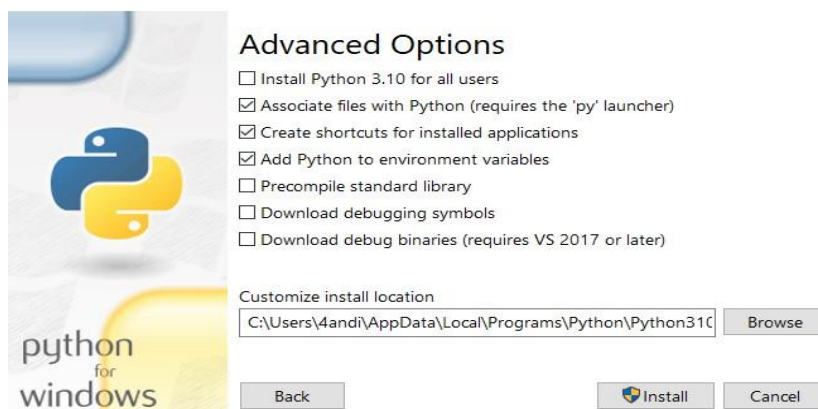 Advanced Options
Install Python 3.10 for all users
Associate files with Python (requires the 'py' launcher)
Create shortcuts for installed applications
Add Python to environment variables
Precompile standard library
Download debugging symbols
Download debug binaries (requires VS 2017 or later)
Customize install location
C:\Users\4andi\AppData\Local\Programs\Python\Python310
Browse
python
for
windows
Back
Install
Cancel